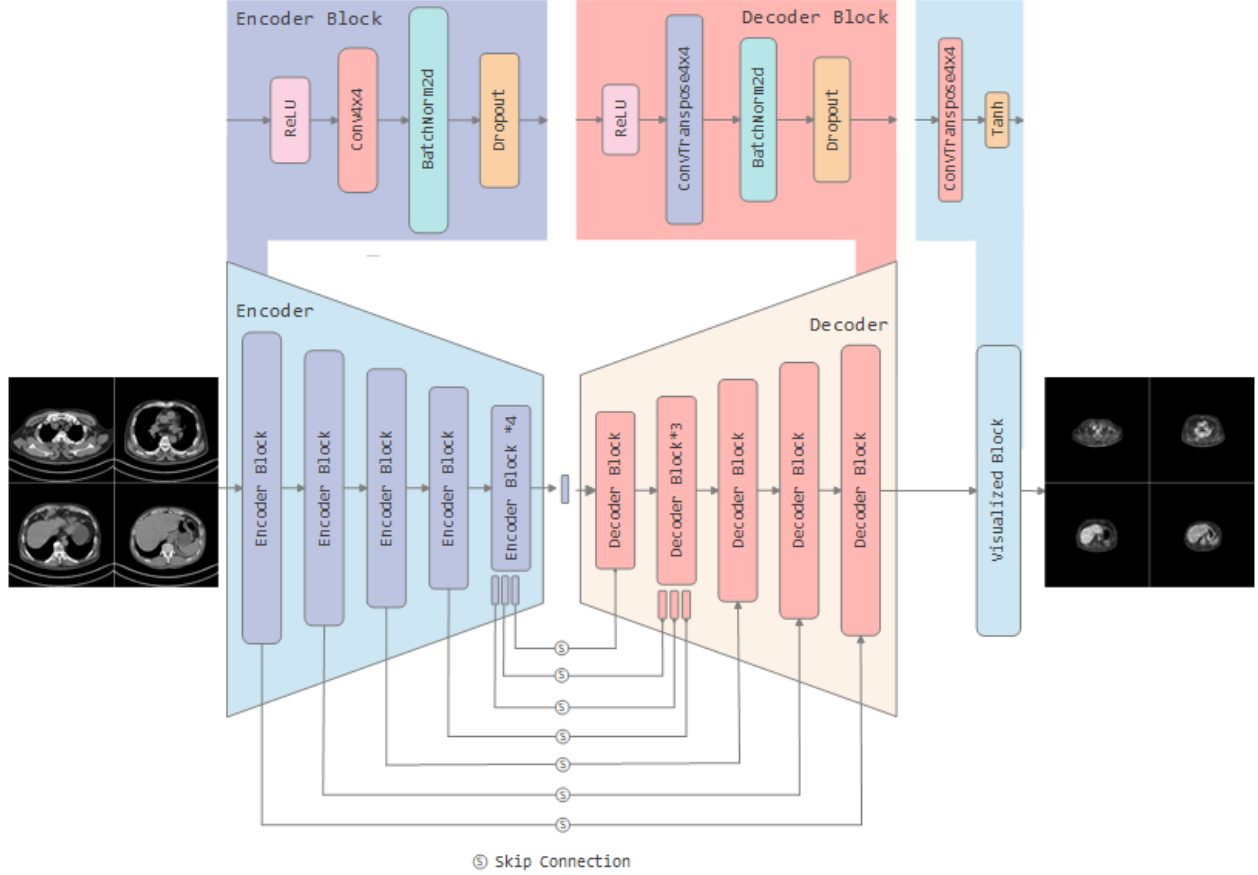 Encoder Block
ReLU
Conv4x4
BatchNorm2d
Dropout
Decoder Block
ReLU
ConvTranspose4x4
BatchNorm2d
Dropout
ConvTranspose4x4
Tanh
Encoder
Encoder Block
Encoder Block
Encoder Block
Encoder Block
Encoder Block *4
Decoder
Decoder Block
Decoder Block*3
Decoder Block
Decoder Block
Decoder Block
Visualized Block
S
S
S
S
S
S
S
S Skip Connection